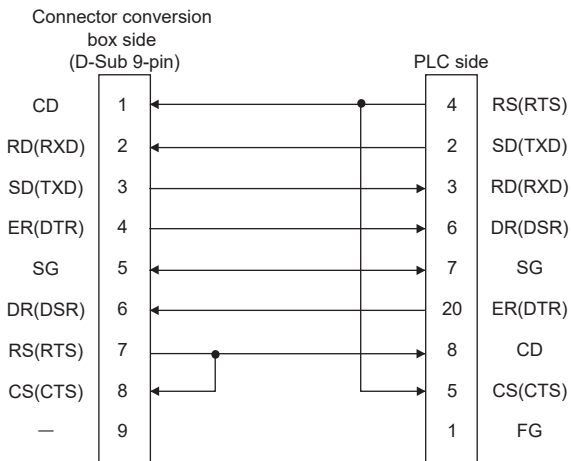 Connector conversion
box side
(D-Sub 9-pin)
PLC side
CD 1 4 RS(RTS)
RD(RXD) 2 2 SD(TXD)
SD(TXD) 3 3 RD(RXD)
ER(DTR) 4 6 DR(DSR)
SG 5 7 SG
DR(DSR) 6 20 ER(DTR)
RS(RTS) 7 8 CD
CS(CTS) 8 5 CS(CTS)
— 9 1 FG